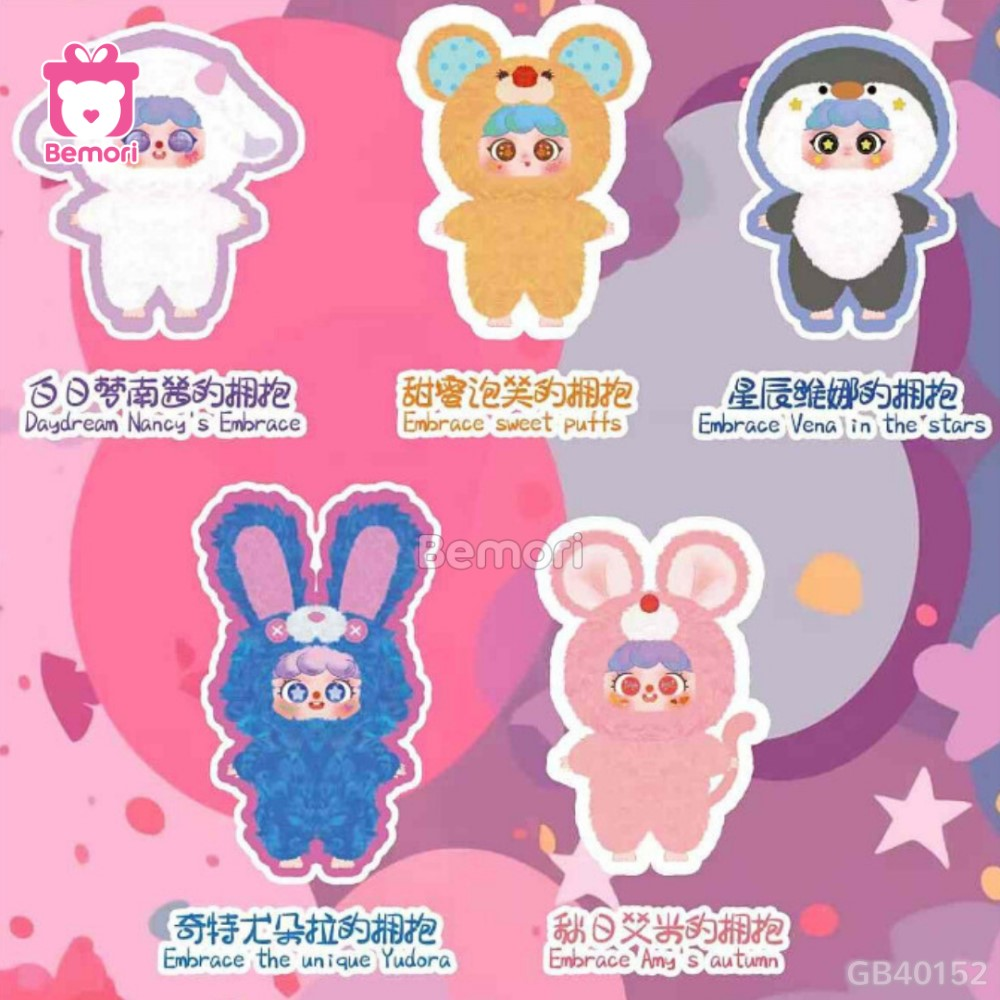 Bemori
白日梦南茜的拥抱
Daydream Nancy's Embrace
甜蜜泡芙的拥抱
Embrace sweet puffs
星辰维娜的拥抱
Embrace Vena in the stars
Bemori
奇特尤朵拉的拥抱
Embrace the unique Yudora
秋日艾米的拥抱
Embrace Amy's autumn
GB40152